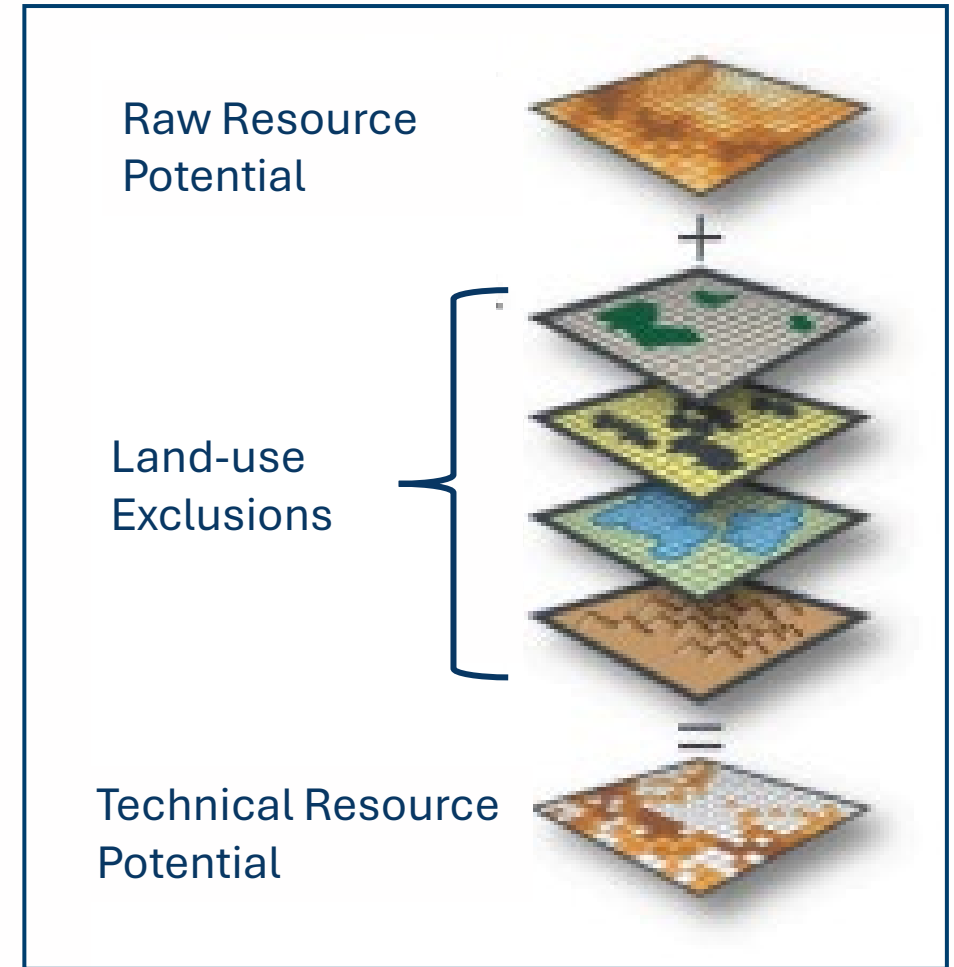 Raw Resource
Potential
+
Land-use
Exclusions
=
Technical Resource
Potential